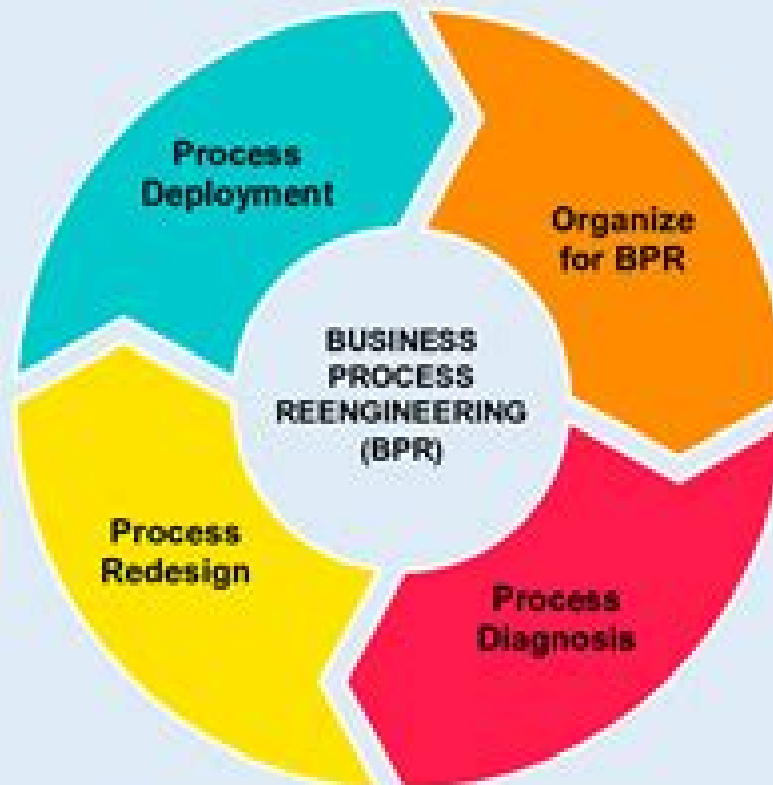 Process
Deployment
Organize
for BPR
BUSINESS
PROCESS
REENGINEERING
(BPR)
Process
Redesign
Process
Diagnosis